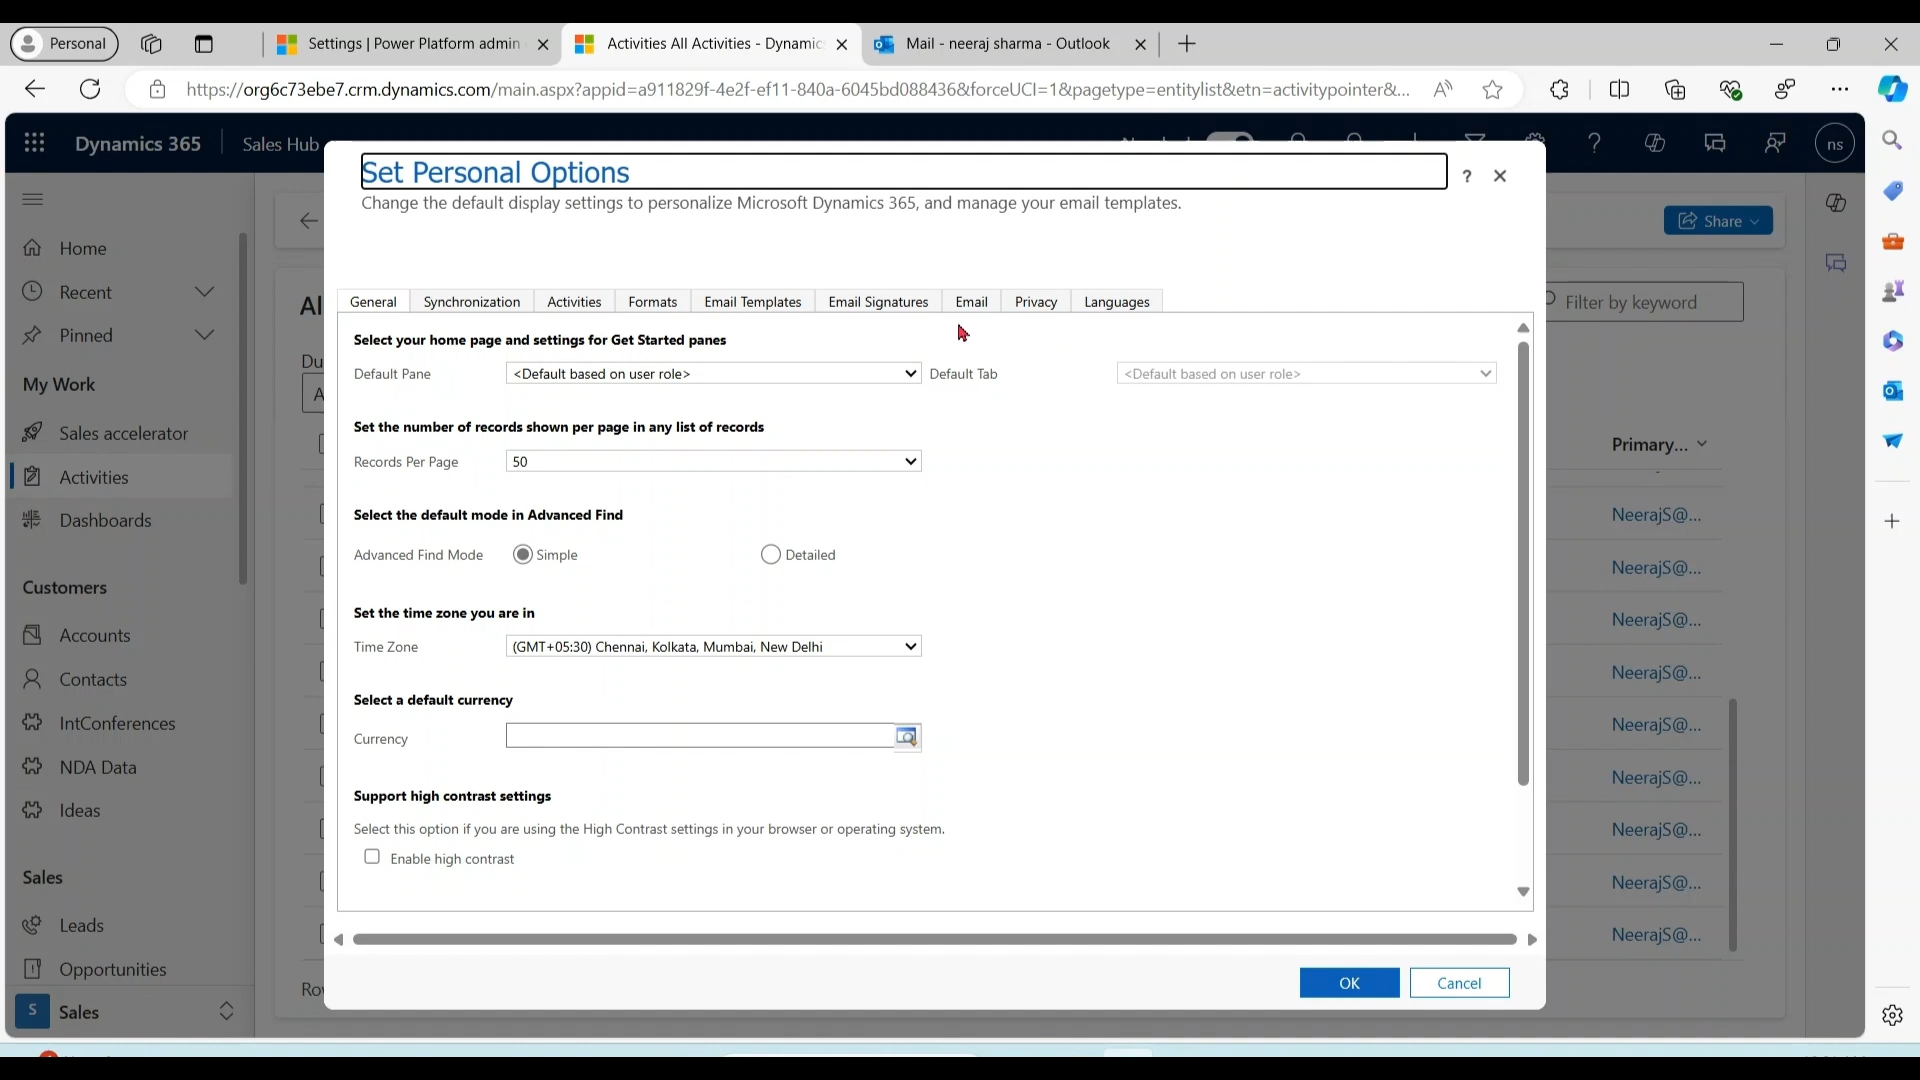 Personal
Settings | Power Platform admin
Activities All Activities - Dynamic
Mail - neeraj sharma - Outlook
https://org6c73ebe7.crm.dynamics.com/main.aspx?appid=a911829f-4e2f-ef11-840a-6045bd088436&forceUCI=1&pagetype=entitylist&etn=activitypointer&...
Dynamics 365
Sales Hub
ns
Set Personal Options
Change the default display settings to personalize Microsoft Dynamics 365, and manage your email templates.
Share
Home
Recent
Pinned
My Work
Sales accelerator
Activities
Dashboards
Customers
Accounts
Contacts
IntConferences
NDA Data
Ideas
Sales
Leads
Opportunities
S Sales
Al
Du
A
Ro
General Synchronization Activities Formats Email Templates Email Signatures Email Privacy Languages
Select your home page and settings for Get Started panes
Default Pane <Default based on user role> Default Tab <Default based on user role>
Set the number of records shown per page in any list of records
Records Per Page 50
Select the default mode in Advanced Find
Advanced Find Mode Simple Detailed
Set the time zone you are in
Time Zone (GMT+05:30) Chennai, Kolkata, Mumbai, New Delhi
Select a default currency
Currency
Support high contrast settings
Select this option if you are using the High Contrast settings in your browser or operating system.
Enable high contrast
OK Cancel
Filter by keyword
Primary...
NeerajS@...
NeerajS@...
NeerajS@...
NeerajS@...
NeerajS@...
NeerajS@...
NeerajS@...
NeerajS@...
NeerajS@...